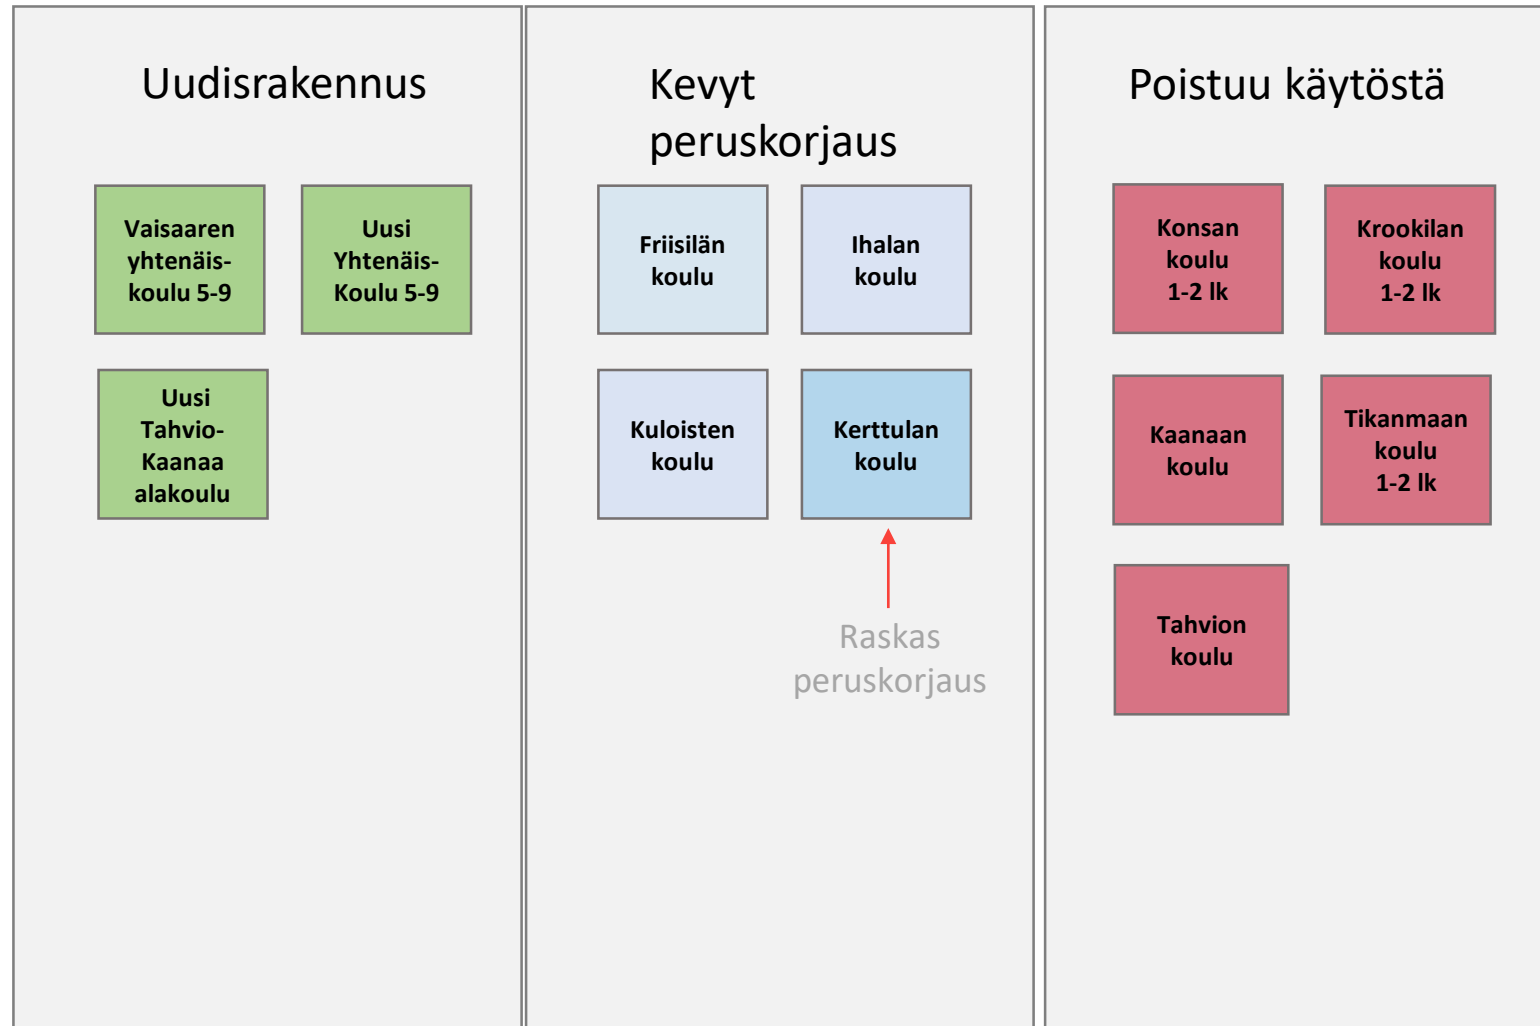 Uudisrakennus
Vaisaaren
yhtenäis-
koulu 5-9
Uusi
Yhtenäis-
Koulu 5-9
Uusi
Tahvio-
Kaanaa
alakoulu
Kevyt
peruskorjaus
Friisilän
koulu
Ihalan
koulu
Kuloisten
koulu
Kerttulan
koulu
Raskas
peruskorjaus
Poistuu käytöstä
Konsan
koulu
1-2 lk
Krookilan
koulu
1-2 lk
Kaanaan
koulu
Tikanmaan
koulu
1-2 lk
Tahvion
koulu